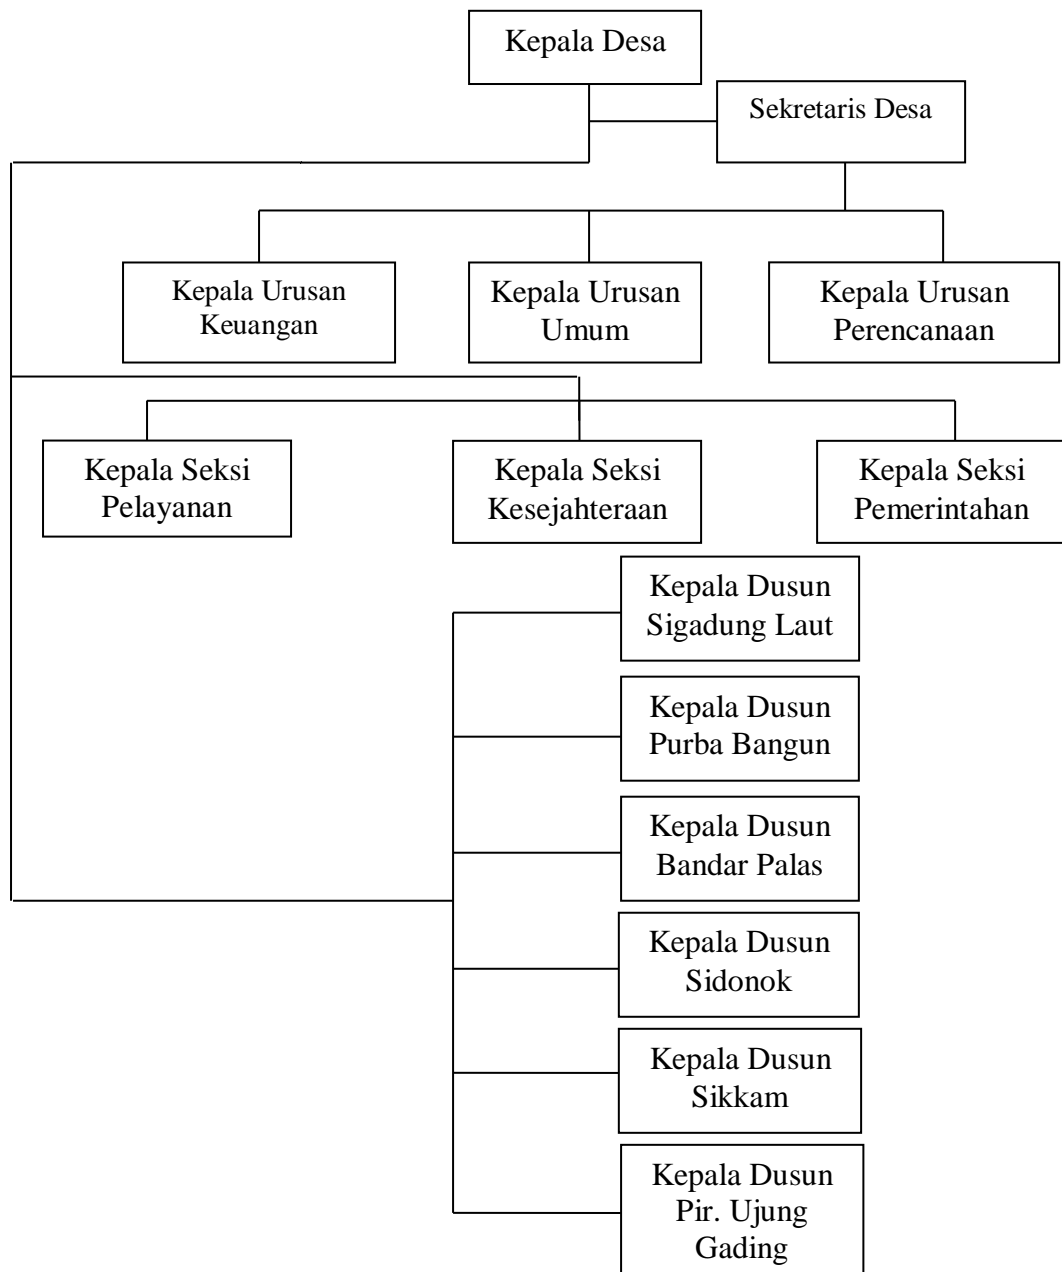 Kepala Desa
Sekretaris Desa
Kepala Urusan
Keuangan
Kepala Urusan
Umum
Kepala Urusan
Perencanaan
Kepala Seksi
Pelayanan
Kepala Seksi
Kesejahteraan
Kepala Seksi
Pemerintahan
Kepala Dusun
Sigadung Laut
Kepala Dusun
Purba Bangun
Kepala Dusun
Bandar Palas
Kepala Dusun
Sidonok
Kepala Dusun
Sikkam
Kepala Dusun
Pir. Ujung
Gading